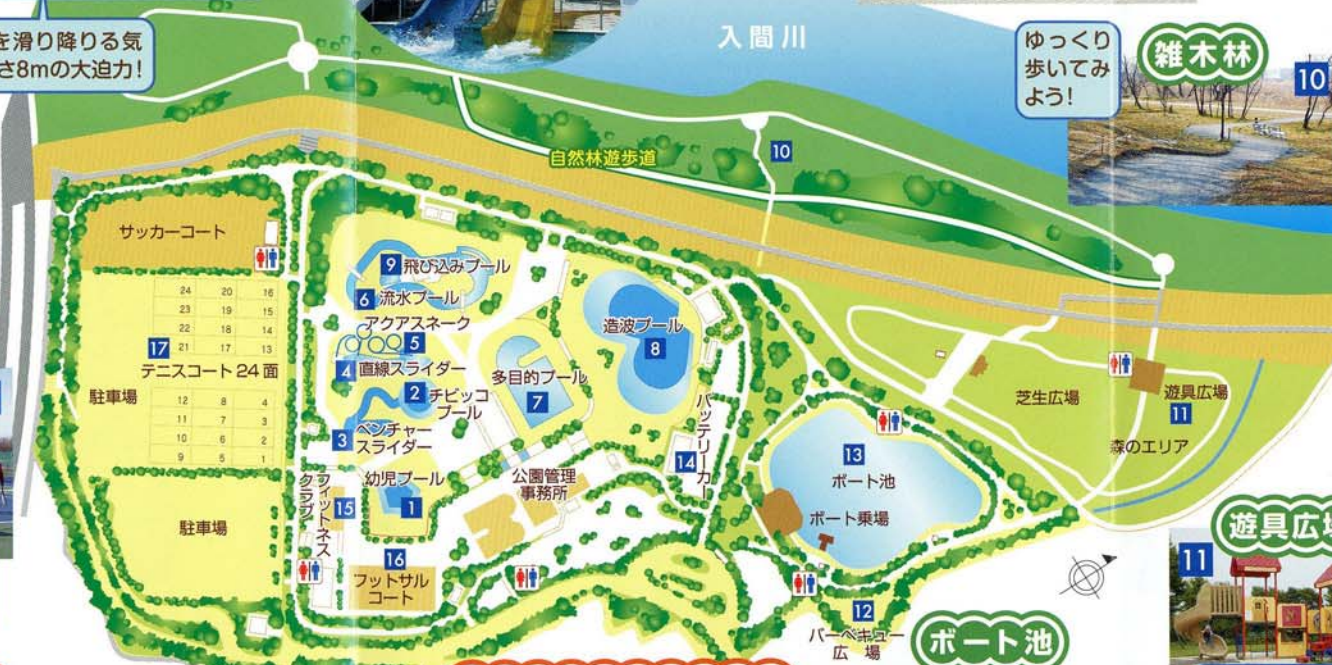 を滑り降りる気
さ8mの大迫力!
入間川
ゆっくり
歩いてみ
よう!
雑木林
10
自然林遊歩道
10
サッカーコート
24 20 16
23 19 15
22 18 14
21 17 13
17
テニスコート 24 面
駐車場
12 8 4
11 7 3
10 6 2
9 5 1
駐車場
9 飛び込みプール
6 流水プール
アクアスネーク
5
4 直線スライダー
2 チビッコ
プール
3 ベンチャー
スライダー
幼児プール
1
多目的プール
7
造波プール
8
公園管理
事務所
バッテリーカー
14
フィットネス
クラブ
15
16
フットサル
コート
13
ボート池
ボート乗場
芝生広場
遊具広場
11
森のエリア
12
バーベキュー
広場
ボート池
遊具広場
11